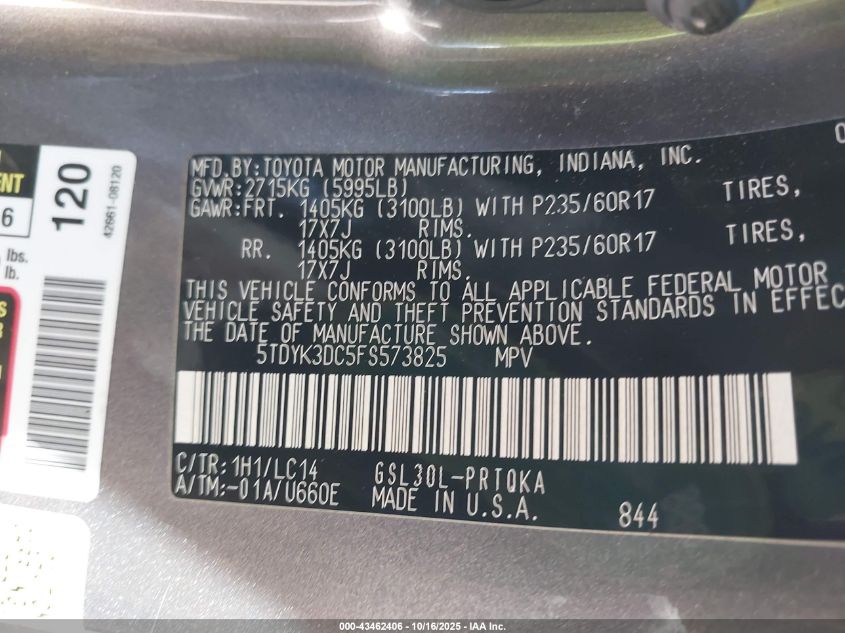 MFD.BY:TOYOTA MOTOR MANUFACTURING, INDIANA, INC.
GVWR:2715KG (5995LB)
GAWR:FRT. 1405KG (3100LB) WITH P235/60R17 TIRES,
17X7J RIMS.
RR. 1405KG (3100LB) WITH P235/60R17 TIRES,
17X7J RIMS.
THIS VEHICLE CONFORMS TO ALL APPLICABLE FEDERAL MOTOR
VEHICLE SAFETY AND THEFT PREVENTION STANDARDS IN EFFEC
THE DATE OF MANUFACTURE SHOWN ABOVE.
5TDYK3DC5FS573825 MPV
C/TR:1H1/LC14 GSL30L-PRTQKA
A/TM:-01A/U660E MADE IN U.S.A. 844
120
42661-08120
ENT
6
lbs.
lb.
000-43462406 - 10/16/2025 - IAA Inc.